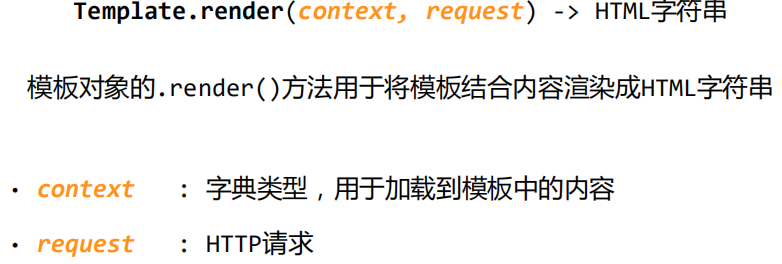 Template.render(context, request) -> HTML字符串
模板对象的.render()方法用于将模板结合内容渲染成HTML字符串
· context : 字典类型，用于加载到模板中的内容
· request : HTTP请求